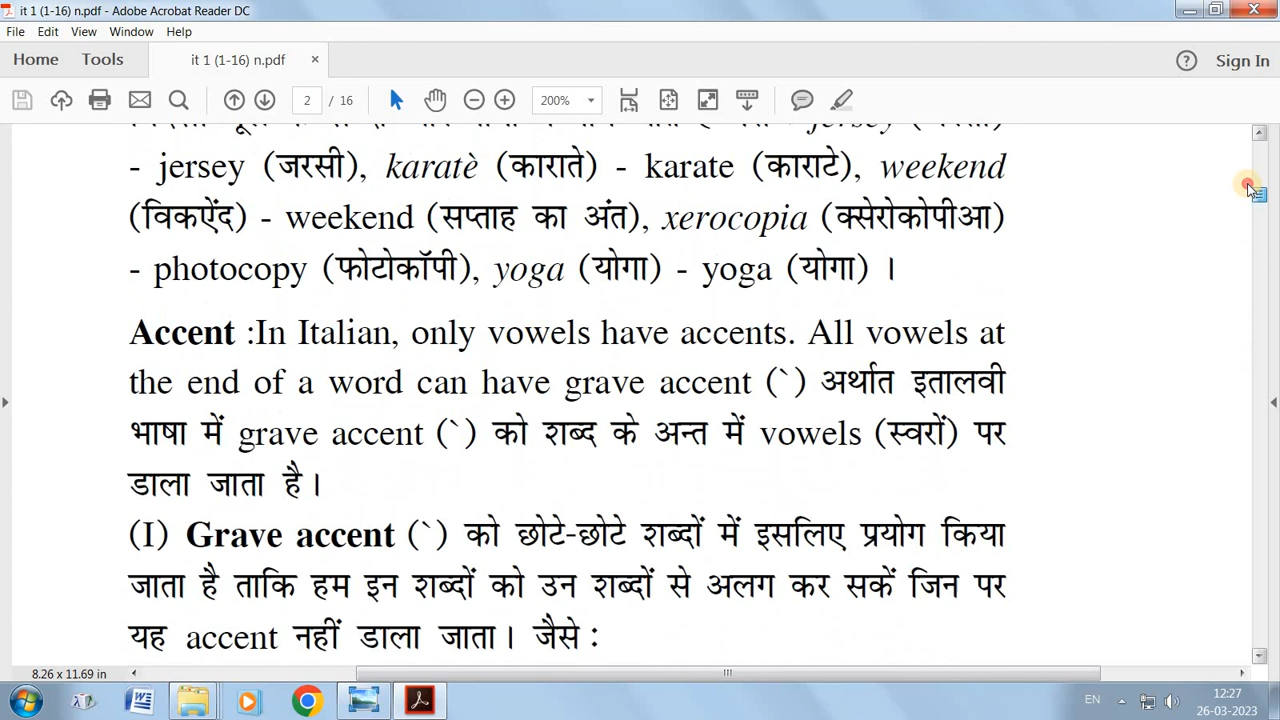 it 1 (1-16) n.pdf - Adobe Acrobat Reader DC
File Edit View Window Help
Home Tools it 1 (1-16) n.pdf × ? Sign In
2 / 16 200%
- jersey (जरसी), karatè (काराते) - karate (काराटे), weekend
(विकऐंद) - weekend (सप्ताह का अंत), xerocopia (क्सेरोकोपीआ)
- photocopy (फोटोकॉपी), yoga (योगा) - yoga (योगा) ।
Accent :In Italian, only vowels have accents. All vowels at
the end of a word can have grave accent (`) अर्थात इतालवी
भाषा में grave accent (`) को शब्द के अन्त में vowels (स्वरों) पर
डाला जाता है।
(I) Grave accent (`) को छोटे-छोटे शब्दों में इसलिए प्रयोग किया
जाता है ताकि हम इन शब्दों को उन शब्दों से अलग कर सकें जिन पर
यह accent नहीं डाला जाता। जैसे :
8.26 x 11.69 in
EN 12:27
26-03-2023